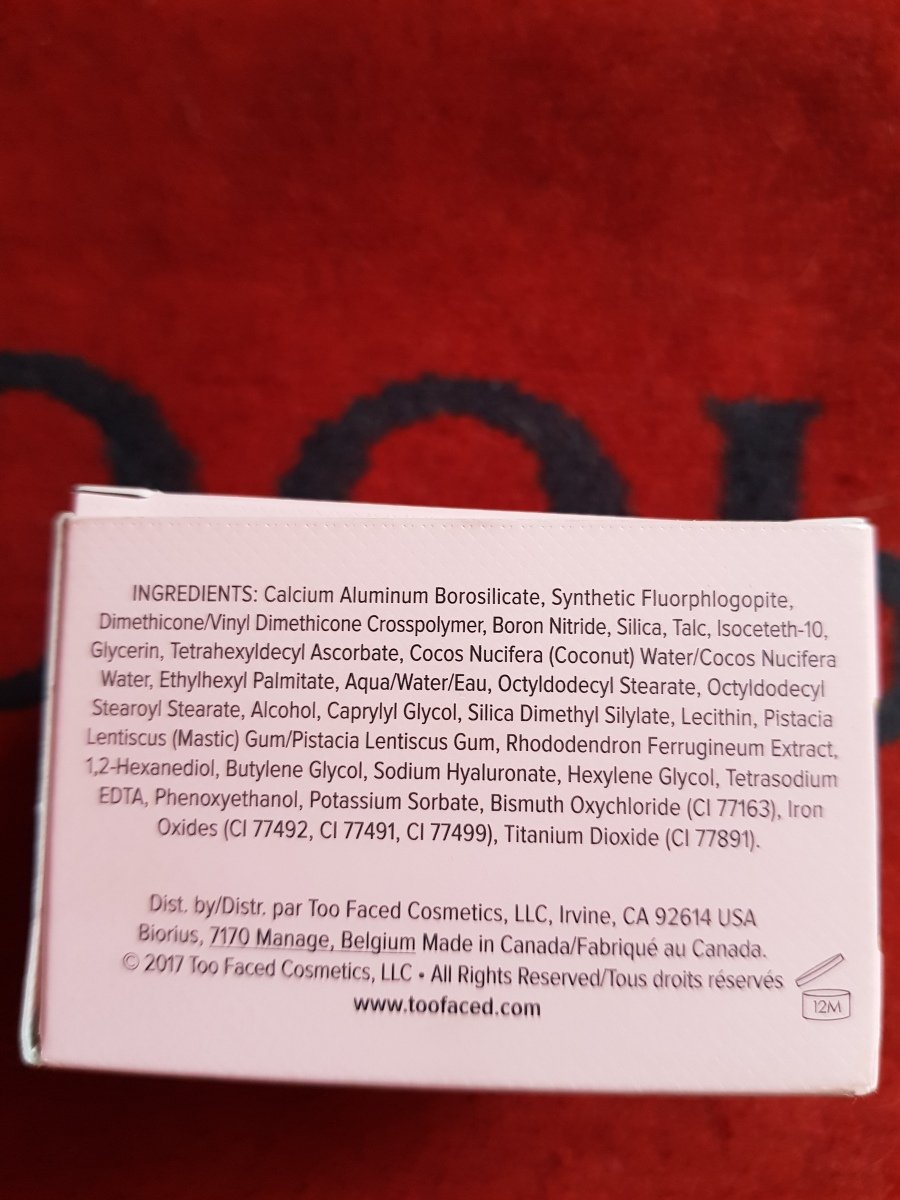 INGREDIENTS: Calcium Aluminum Borosilicate, Synthetic Fluorphlogopite,
Dimethicone/Vinyl Dimethicone Crosspolymer, Boron Nitride, Silica, Talc, Isoceteth-10,
Glycerin, Tetrahexyldecyl Ascorbate, Cocos Nucifera (Coconut) Water/Cocos Nucifera
Water, Ethylhexyl Palmitate, Aqua/Water/Eau, Octyldodecyl Stearate, Octyldodecyl
Stearoyl Stearate, Alcohol, Caprylyl Glycol, Silica Dimethyl Silylate, Lecithin, Pistacia
Lentiscus (Mastic) Gum/Pistacia Lentiscus Gum, Rhododendron Ferrugineum Extract,
1,2-Hexanediol, Butylene Glycol, Sodium Hyaluronate, Hexylene Glycol, Tetrasodium
EDTA, Phenoxyethanol, Potassium Sorbate, Bismuth Oxychloride (CI 77163), Iron
Oxides (CI 77492, CI 77491, CI 77499), Titanium Dioxide (CI 77891).
Dist. by/Distr. par Too Faced Cosmetics, LLC, Irvine, CA 92614 USA
Biorius, 7170 Manage, Belgium Made in Canada/Fabriqué au Canada.
© 2017 Too Faced Cosmetics, LLC • All Rights Reserved/Tous droits réservés
www.toofaced.com
12M